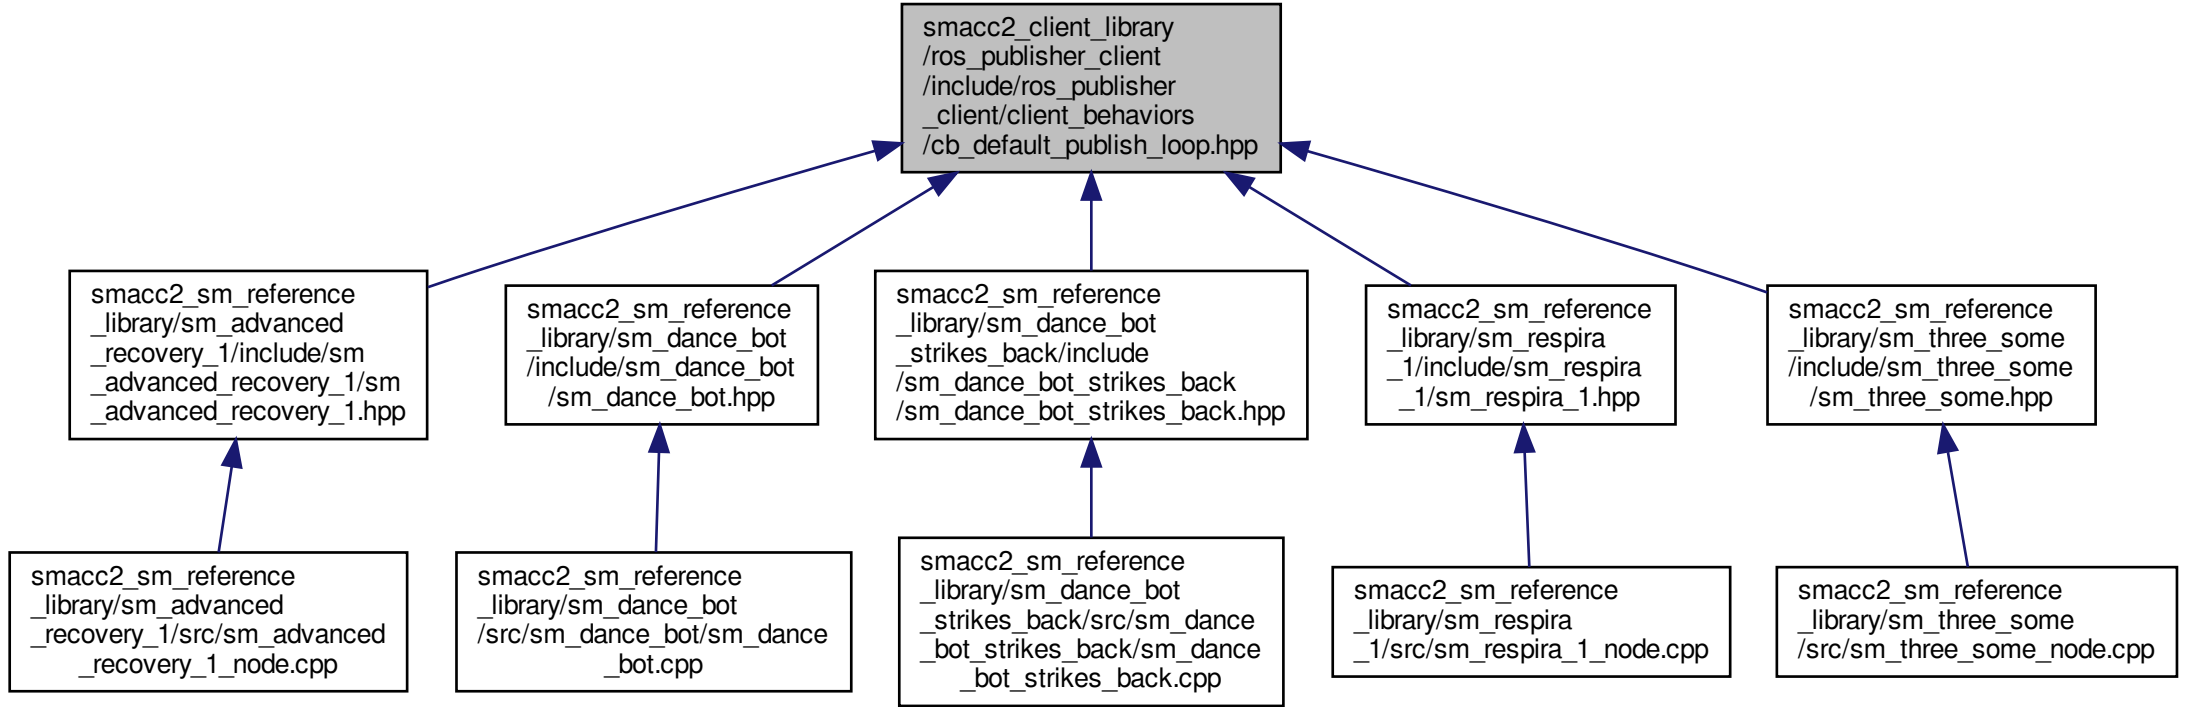 smacc2_client_library
/ros_publisher_client
/include/ros_publisher
_client/client_behaviors
/cb_default_publish_loop.hpp
smacc2_sm_reference
_library/sm_advanced
_recovery_1/include/sm
_advanced_recovery_1/sm
_advanced_recovery_1.hpp
smacc2_sm_reference
_library/sm_dance_bot
/include/sm_dance_bot
/sm_dance_bot.hpp
smacc2_sm_reference
_library/sm_dance_bot
_strikes_back/include
/sm_dance_bot_strikes_back
/sm_dance_bot_strikes_back.hpp
smacc2_sm_reference
_library/sm_respira
_1/include/sm_respira
_1/sm_respira_1.hpp
smacc2_sm_reference
_library/sm_three_some
/include/sm_three_some
/sm_three_some.hpp
smacc2_sm_reference
_library/sm_advanced
_recovery_1/src/sm_advanced
_recovery_1_node.cpp
smacc2_sm_reference
_library/sm_dance_bot
/src/sm_dance_bot/sm_dance
_bot.cpp
smacc2_sm_reference
_library/sm_dance_bot
_strikes_back/src/sm_dance
_bot_strikes_back/sm_dance
_bot_strikes_back.cpp
smacc2_sm_reference
_library/sm_respira
_1/src/sm_respira_1_node.cpp
smacc2_sm_reference
_library/sm_three_some
/src/sm_three_some_node.cpp